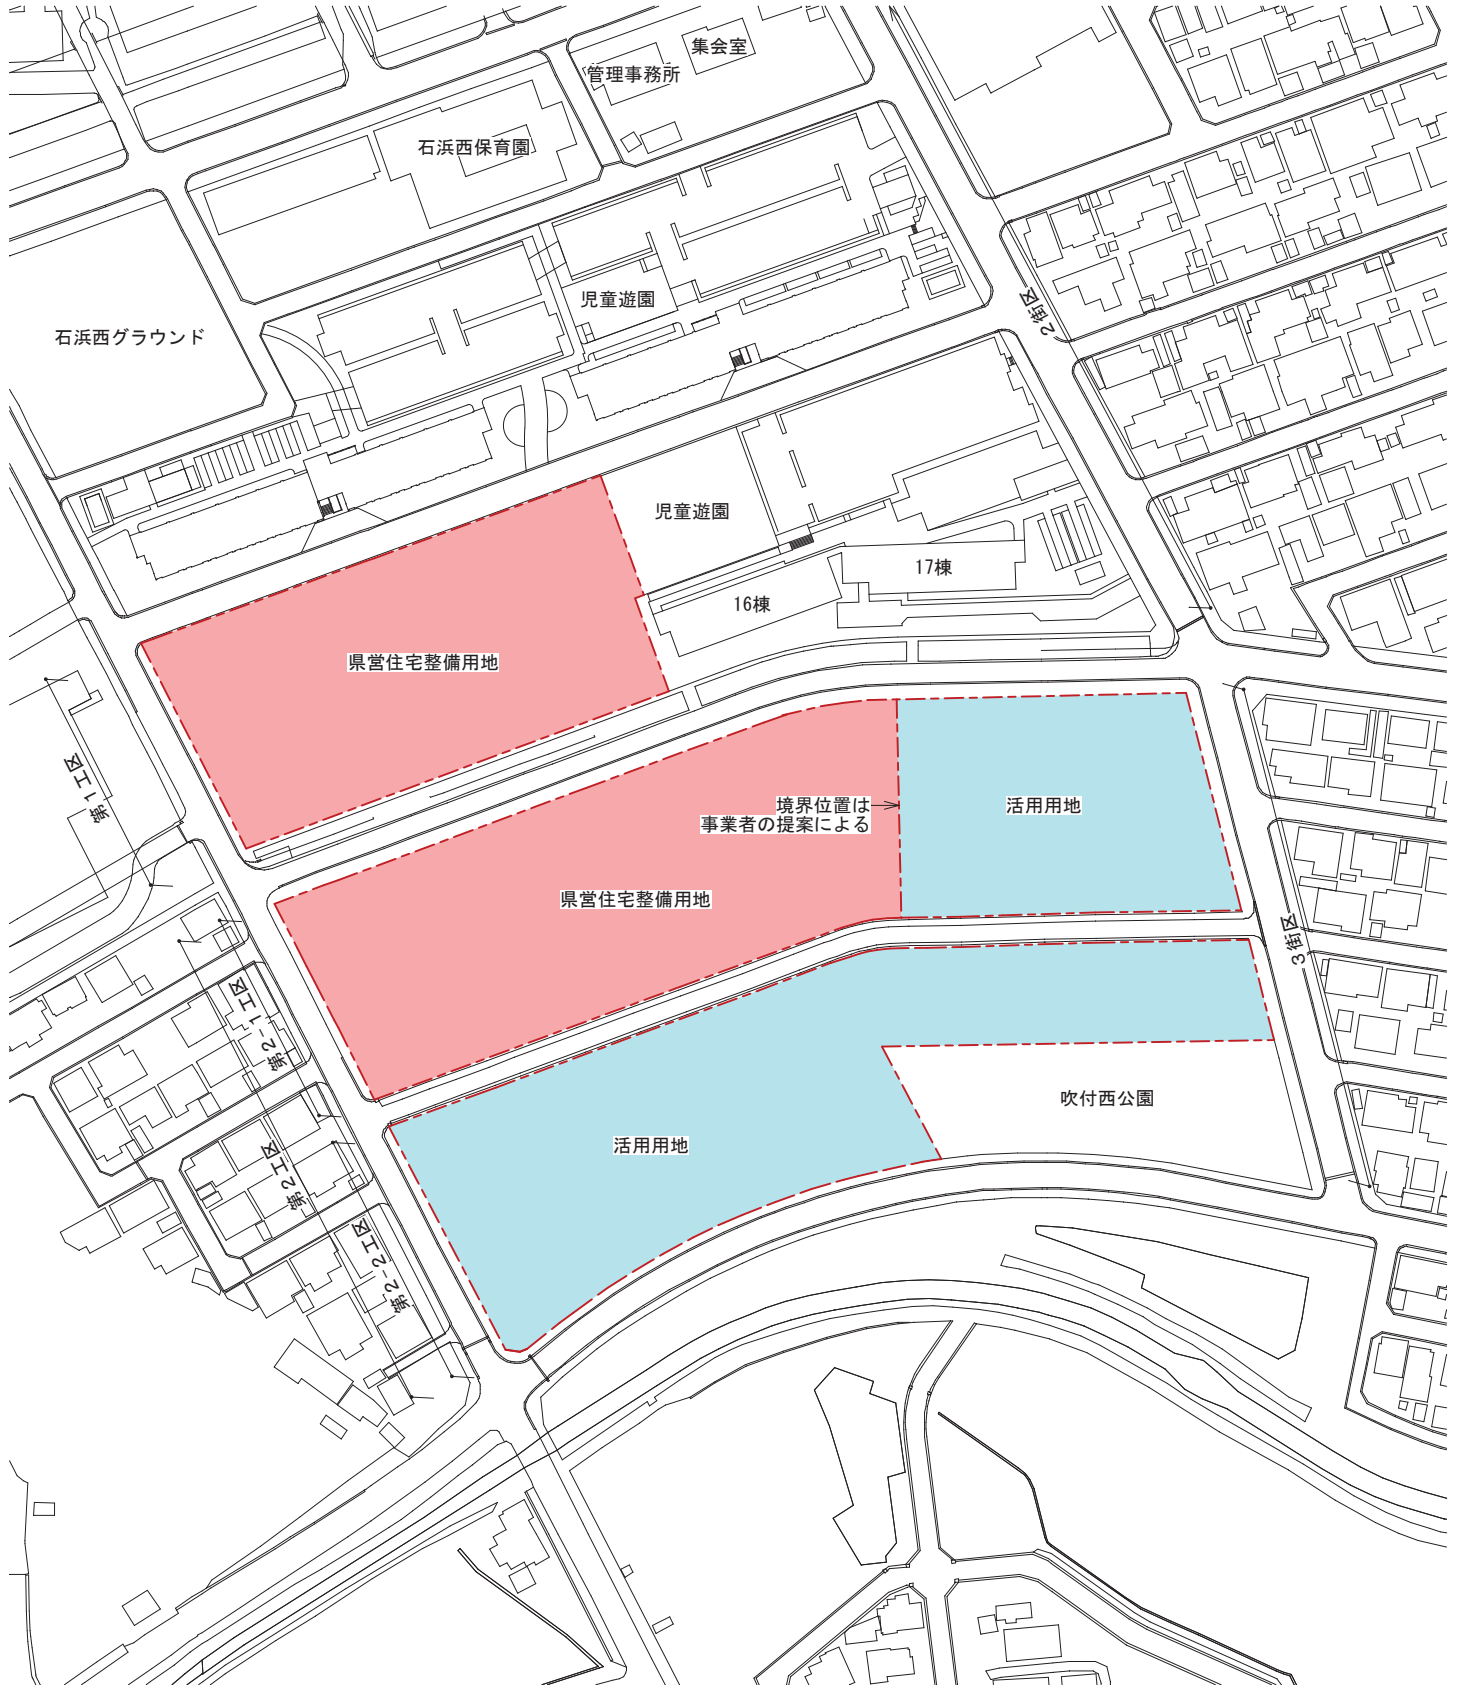 集会室
管理事務所
石浜西保育園
児童遊園
石浜西グラウンド
2街区
児童遊園
17棟
16棟
県営住宅整備用地
第1工区
境界位置は
事業者の提案による
活用用地
県営住宅整備用地
3街区
第2-1工区
吹付西公園
活用用地
第2工区
第2-2工区